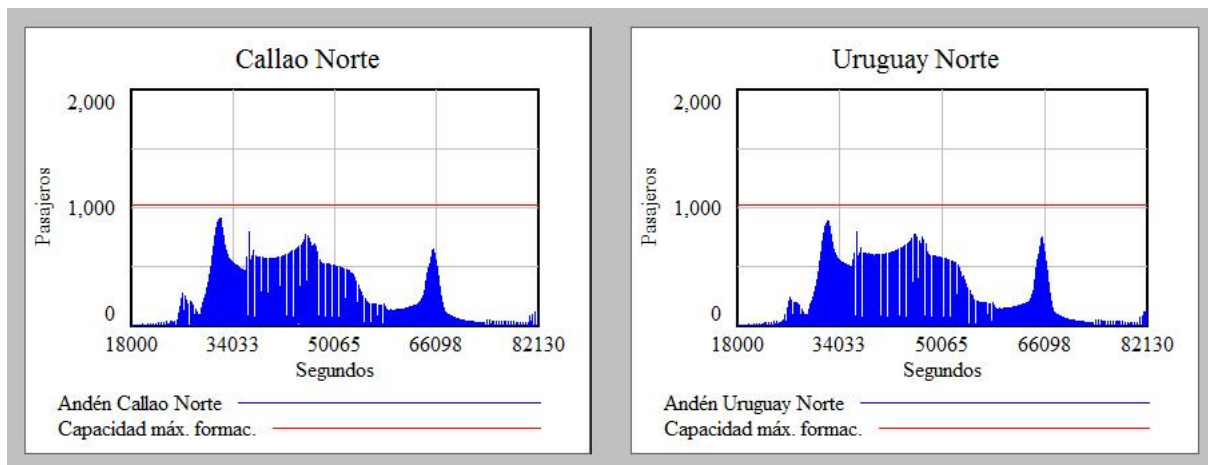 Callao Norte
2,000
1,000
0
Pasajeros
18000 34033 50065 66098 82130
Segundos
Andén Callao Norte
Capacidad máx. formac.
Uruguay Norte
2,000
1,000
0
Pasajeros
18000 34033 50065 66098 82130
Segundos
Andén Uruguay Norte
Capacidad máx. formac.